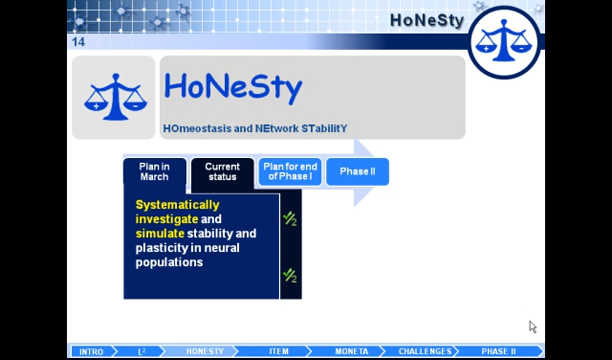 HoNeSty
14
HoNeSty
HOmeostasis and NEtwork STabilitY
Plan in
March
Current
status
Plan for end
of Phase I
Phase II
Systematically
investigate and
simulate stability and
plasticity in neural
populations
√/2
√/2
INTRO
L²
HONESTY
ITEM
MONETA
CHALLENGES
PHASE II